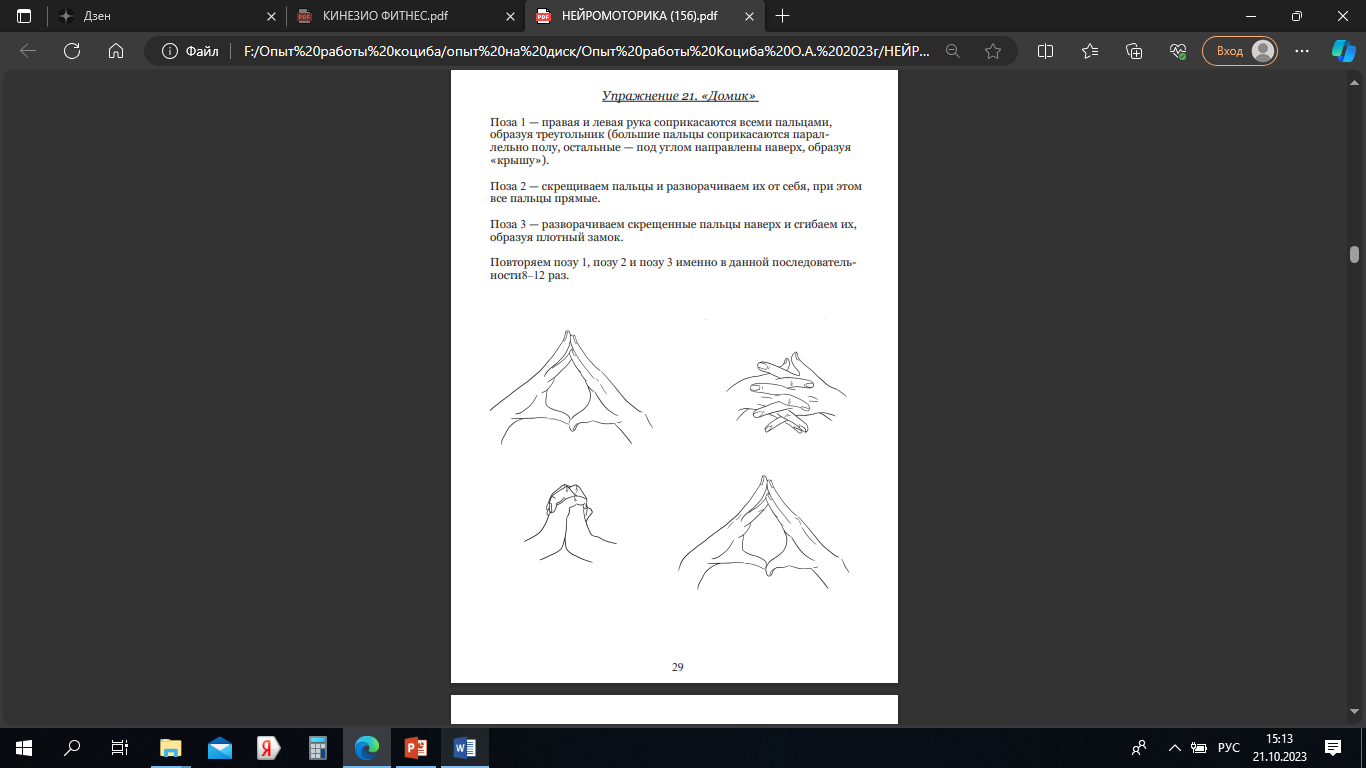 Дзен
КИНЕЗИО ФИТНЕС.pdf
НЕЙРОМОТОРИКА (156).pdf
Файл
F:/Опыт%20работы%20коциба/опыт%20на%20диск/Опыт%20работы%20Коциба%20О.А.%202023г/НЕЙР...
Вход
Упражнение 21. «Домик»
Поза 1 — правая и левая рука соприкасаются всеми пальцами,
образуя треугольник (большие пальцы соприкасаются парал-
лельно полу, остальные — под углом направлены наверх, образуя
«крышу»).
Поза 2 — скрещиваем пальцы и разворачиваем их от себя, при этом
все пальцы прямые.
Поза 3 — разворачиваем скрещенные пальцы наверх и сгибаем их,
образуя плотный замок.
Повторяем позу 1, позу 2 и позу 3 именно в данной последователь-
ности8–12 раз.
29
РУС
15:13
21.10.2023